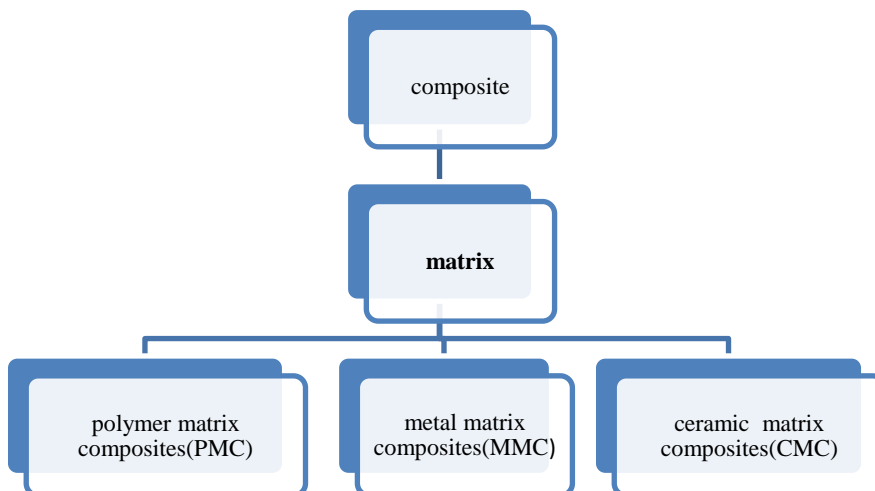 composite
matrix
polymer matrix
composites(PMC)
metal matrix
composites(MMC)
ceramic matrix
composites(CMC)